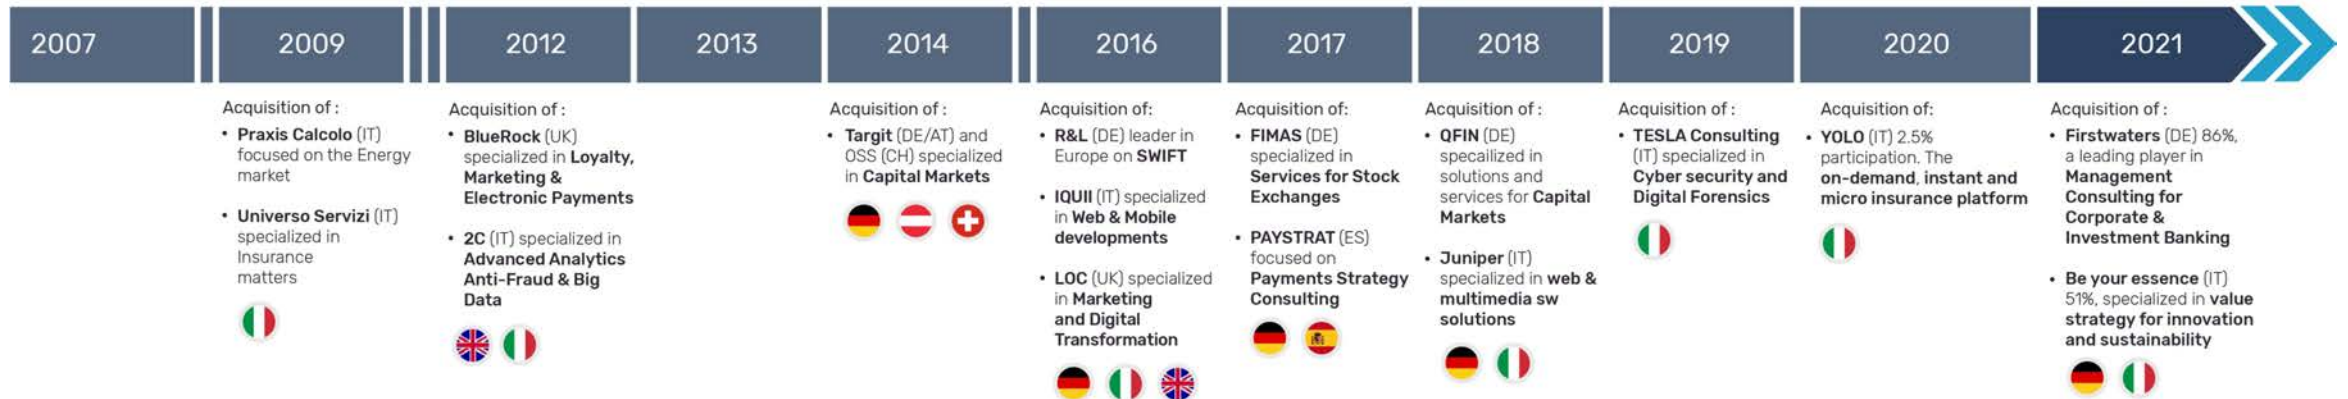 2007
2009
2012
2013
2014
2016
2017
2018
2019
2020
2021
Acquisition of :
• Praxis Calcolo (IT)
focused on the Energy
market
• Universo Servizi (IT)
specialized in
Insurance
matters
Acquisition of :
• BlueRock (UK)
specialized in Loyalty,
Marketing &
Electronic Payments
• 2C (IT) specialized in
Advanced Analytics
Anti-Fraud & Big
Data
Acquisition of :
• Targit (DE/AT) and
OSS (CH) specialized
in Capital Markets
Acquisition of:
• R&L (DE) leader in
Europe on SWIFT
• IQUII (IT) specialized
in Web & Mobile
developments
• LOC (UK) specialized
in Marketing
and Digital
Transformation
Acquisition of:
• FIMAS (DE)
specialized in
Services for Stock
Exchanges
• PAYSTRAT (ES)
focused on
Payments Strategy
Consulting
Acquisition of :
• QFIN (DE)
specailized in
solutions and
services for Capital
Markets
• Juniper (IT)
specialized in web &
multimedia sw
solutions
Acquisition of :
• TESLA Consulting
(IT) specialized in
Cyber security and
Digital Forensics
Acquisition of:
• YOLO (IT) 2.5%
participation. The
on-demand, instant and
micro insurance platform
Acquisition of :
• Firstwaters (DE) 86%,
a leading player in
Management
Consulting for
Corporate &
Investment Banking
• Be your essence (IT)
51%, specialized in value
strategy for innovation
and sustainability